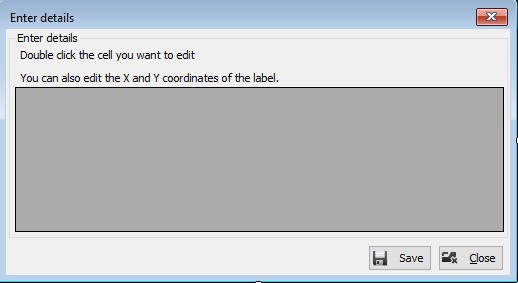 Enter details
Enter details
Double click the cell you want to edit
You can also edit the X and Y coordinates of the label.
Save
Close